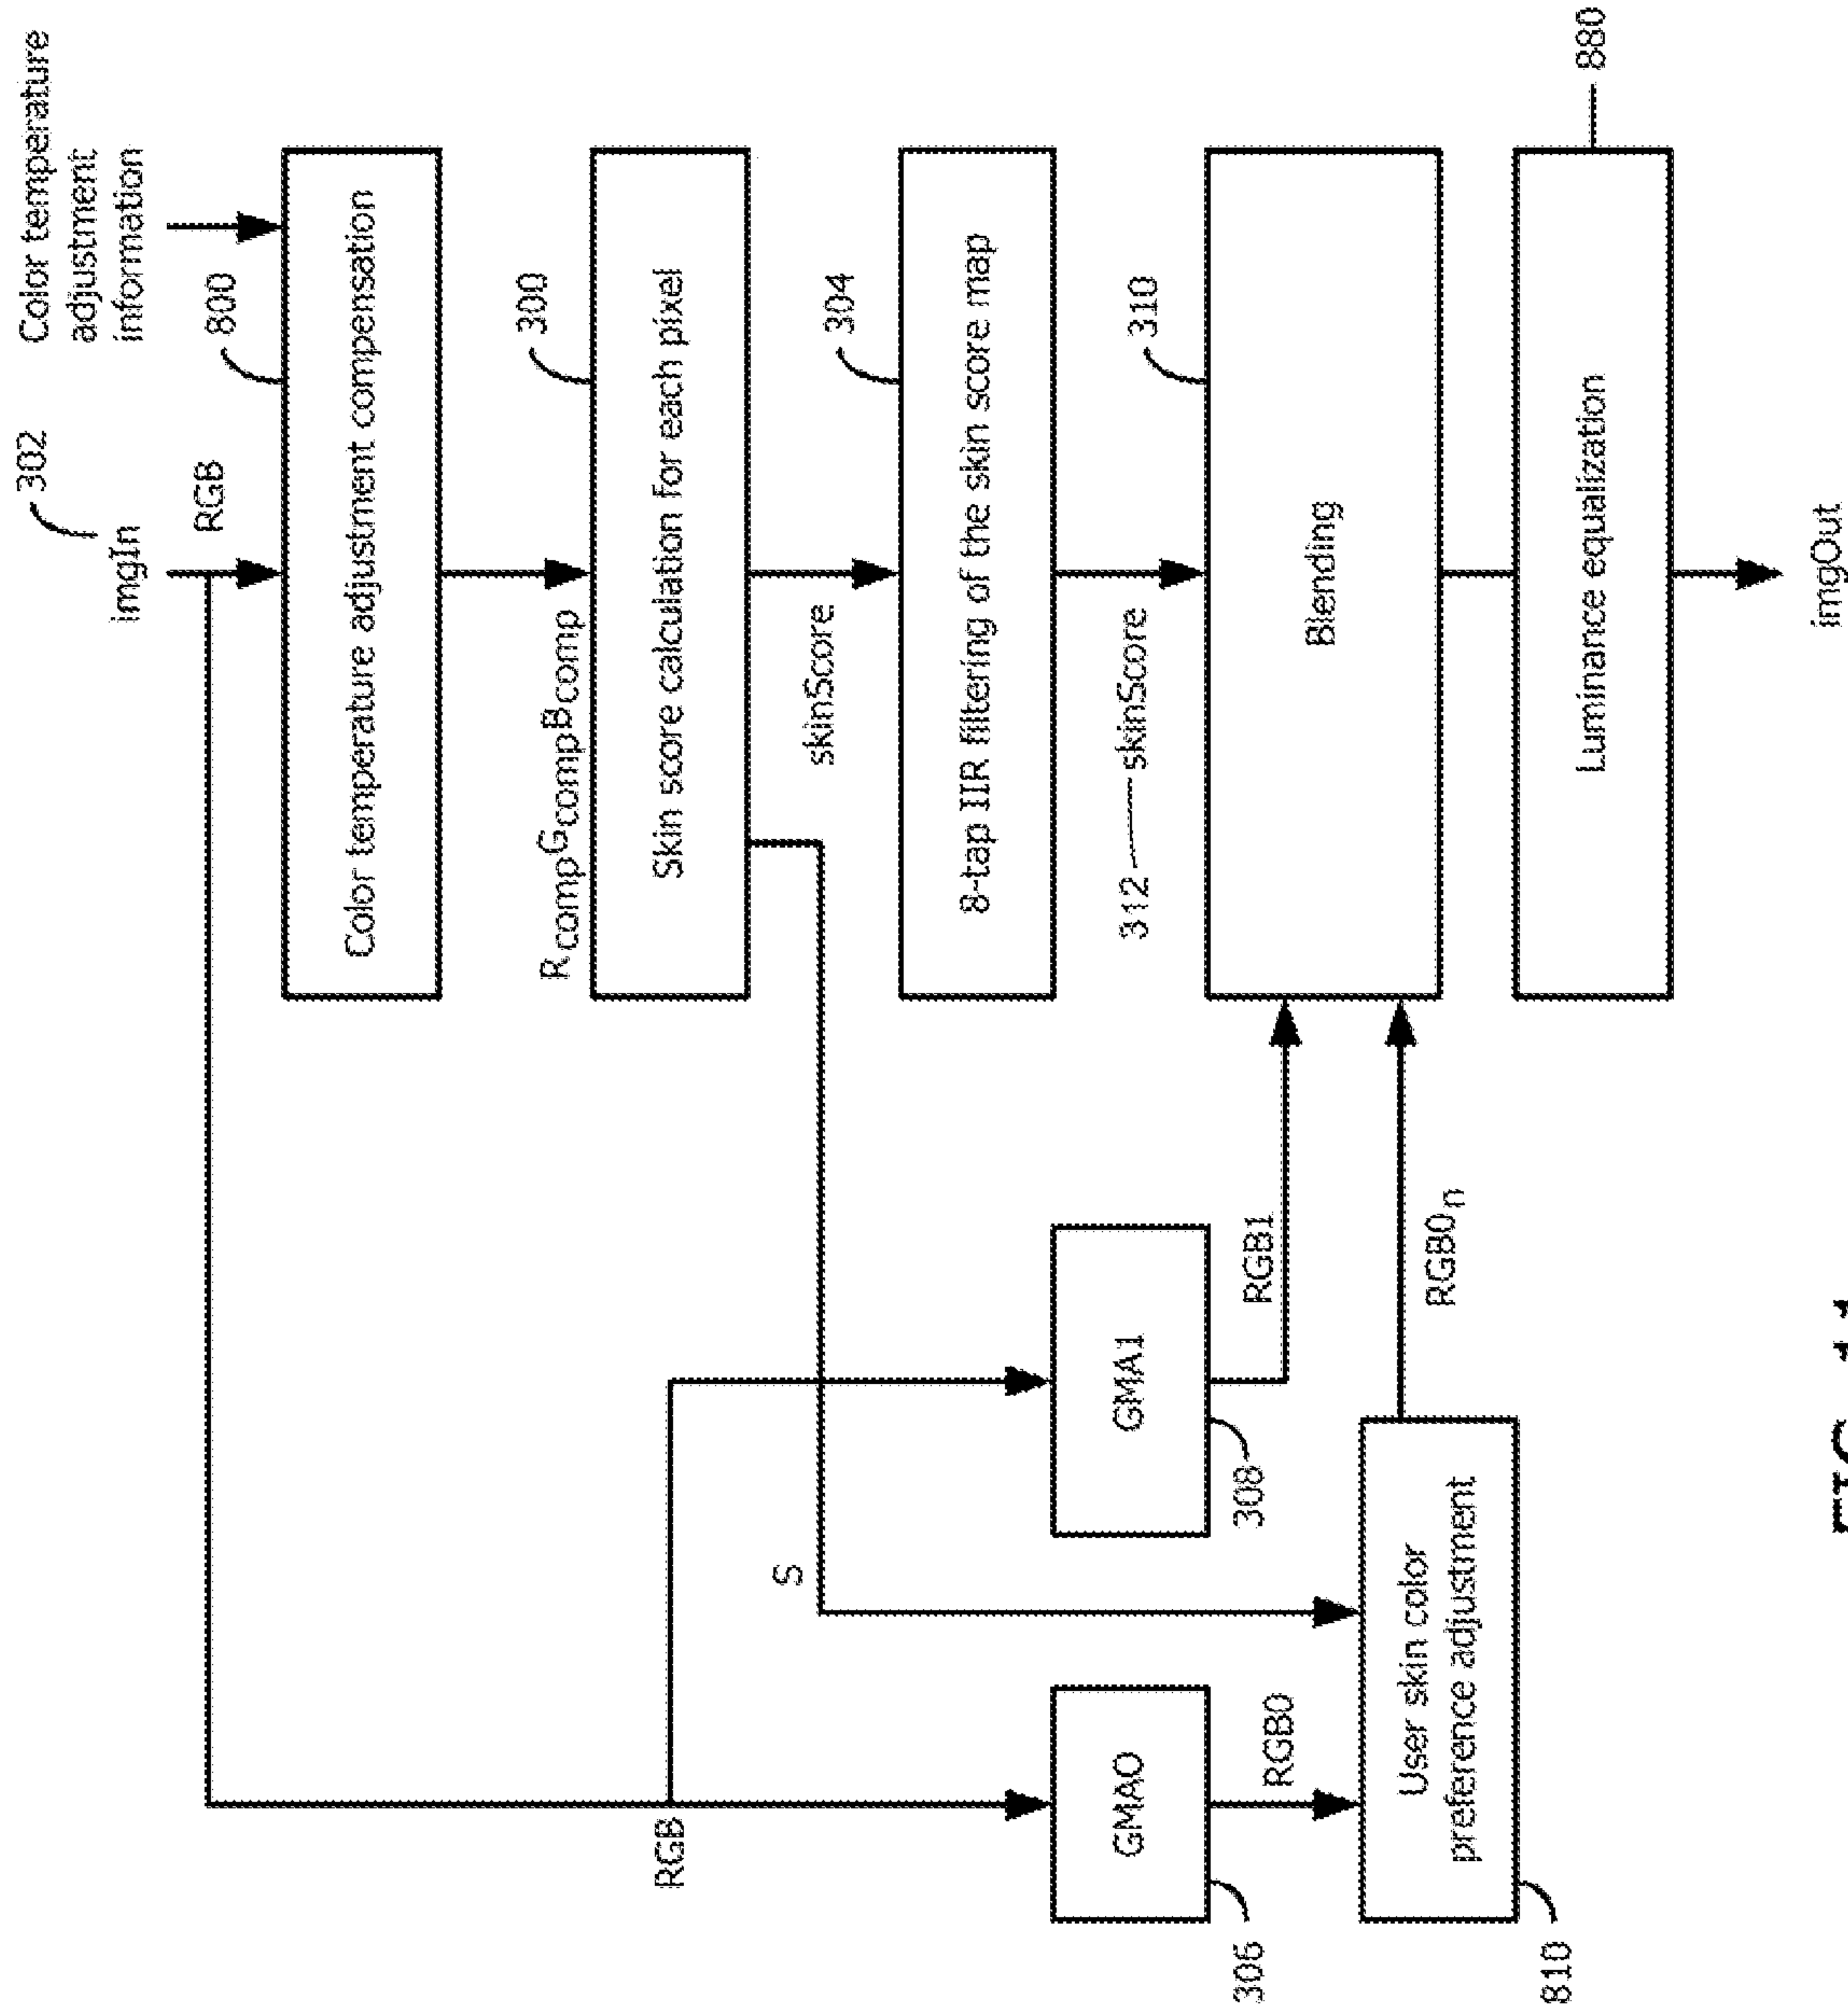 Color temperature
adjustment
information
302
imgIn
RGB
800
Color temperature adjustment compensation
300
RcompGcompBcomp
Skin score calculation for each pixel
skinScore
304
8-tap IIR filtering of the skin score map
312
skinScore
310
Blending
Luminance equalization
880
imgOut
RGB
S
GMAO
306
RGB0
GMA1
308
RGB1
User skin color
preference adjustment
810
RGB0n